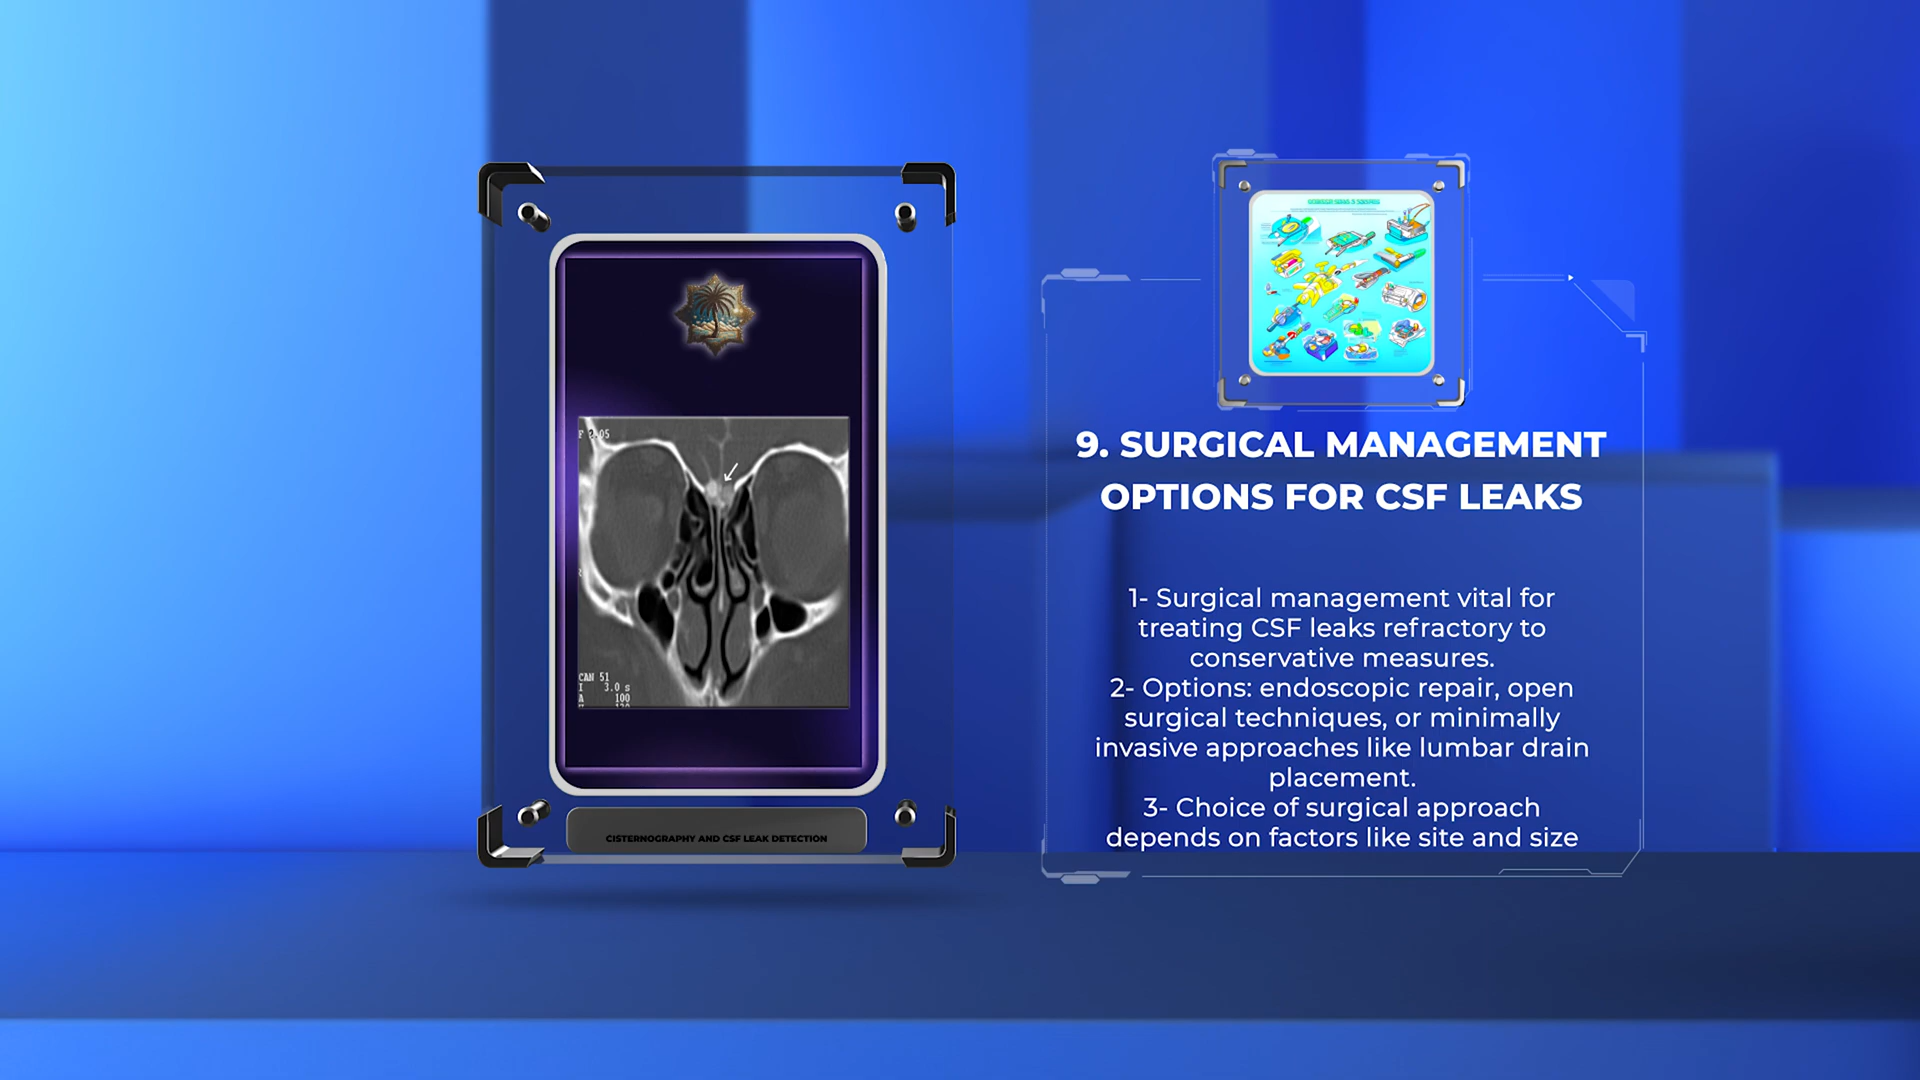 F 2.05
R
CAN 51
I 3.0 s
A 100
CISTERNOGRAPHY AND CSF LEAK DETECTION
9. SURGICAL MANAGEMENT
OPTIONS FOR CSF LEAKS
1- Surgical management vital for
treating CSF leaks refractory to
conservative measures.
2- Options: endoscopic repair, open
surgical techniques, or minimally
invasive approaches like lumbar drain
placement.
3- Choice of surgical approach
depends on factors like site and size